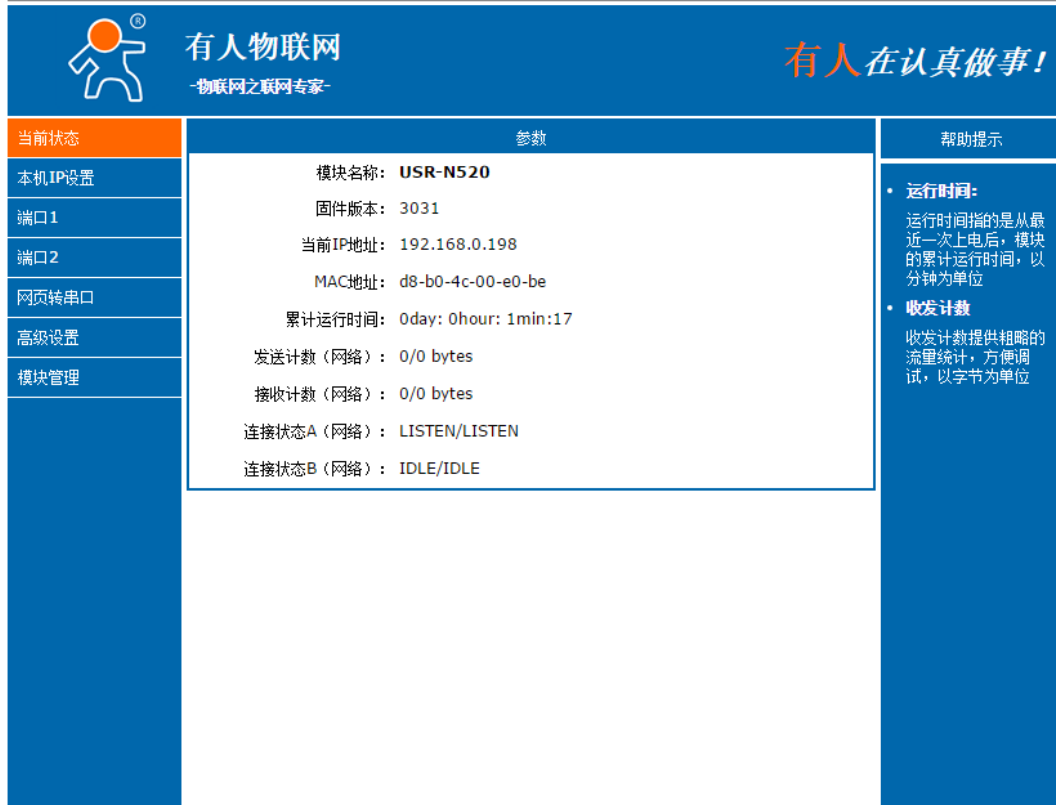 ®
有人物联网
-物联网之联网专家-
有人在认真做事!
当前状态
本机IP设置
端口1
端口2
网页转串口
高级设置
模块管理
参数
模块名称: USR-N520
固件版本: 3031
当前IP地址: 192.168.0.198
MAC地址: d8-b0-4c-00-e0-be
累计运行时间: 0day: 0hour: 1min:17
发送计数（网络）: 0/0 bytes
接收计数（网络）: 0/0 bytes
连接状态A（网络）: LISTEN/LISTEN
连接状态B（网络）: IDLE/IDLE
帮助提示
• 运行时间:
运行时间指的是从最
近一次上电后，模块
的累计运行时间，以
分钟为单位
• 收发计数
收发计数提供粗略的
流量统计，方便调
试，以字节为单位